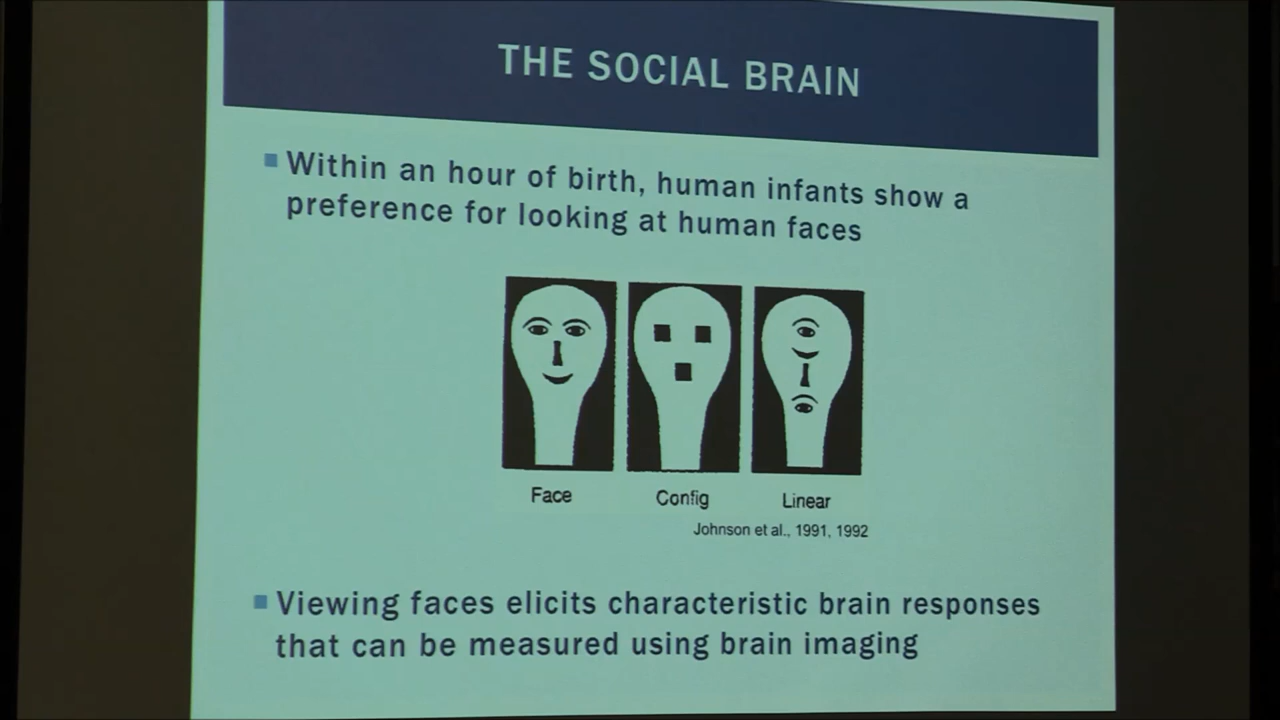 THE SOCIAL BRAIN
Within an hour of birth, human infants show a
preference for looking at human faces
Face Config Linear
Johnson et al., 1991, 1992
Viewing faces elicits characteristic brain responses
that can be measured using brain imaging